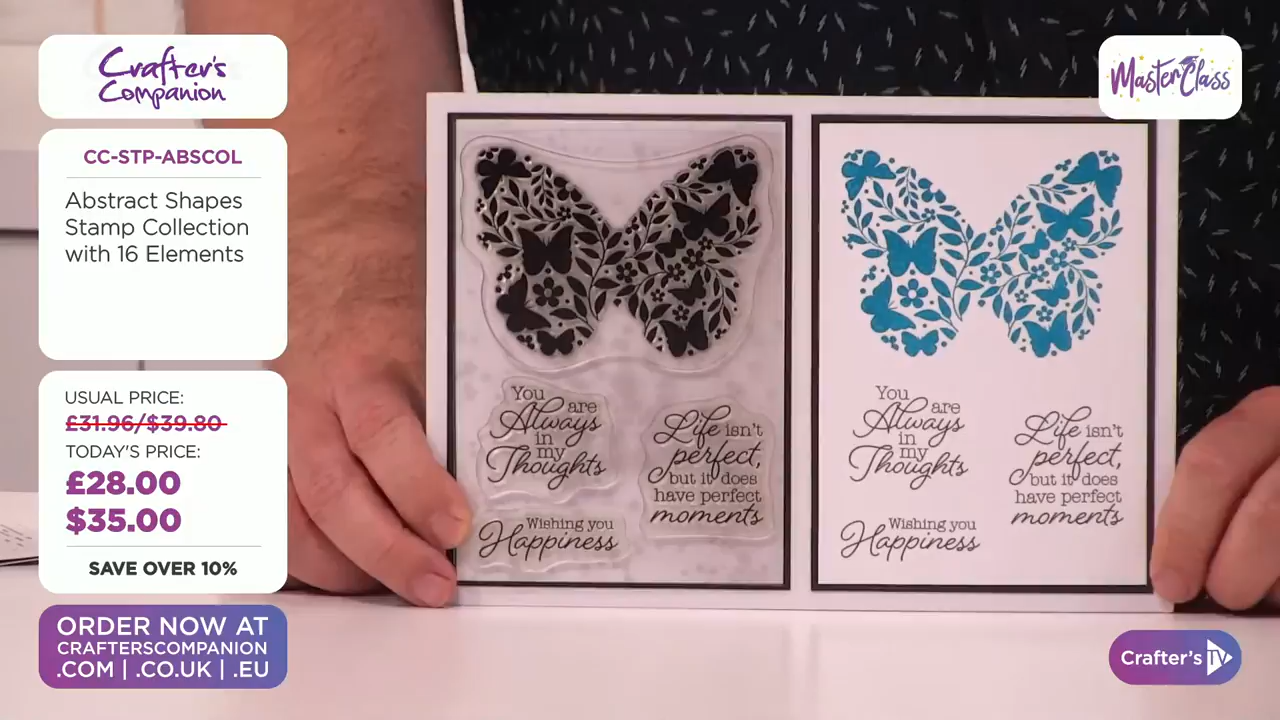 Crafter's
Companion
CC-STP-ABSCOL
Abstract Shapes
Stamp Collection
with 16 Elements
USUAL PRICE:
£31.96/$39.80
TODAY'S PRICE:
£28.00
$35.00
SAVE OVER 10%
ORDER NOW AT
CRAFTERSCOMPANION
.COM | .CO.UK | .EU
You are
Always
in
my
Thoughts
Wishing you
Happiness
Life isn't
perfect,
but it does
have perfect
moments
You are
Always
in
my
Thoughts
Wishing you
Happiness
Life isn't
perfect,
but it does
have perfect
moments
MasterClass
Crafter's TV